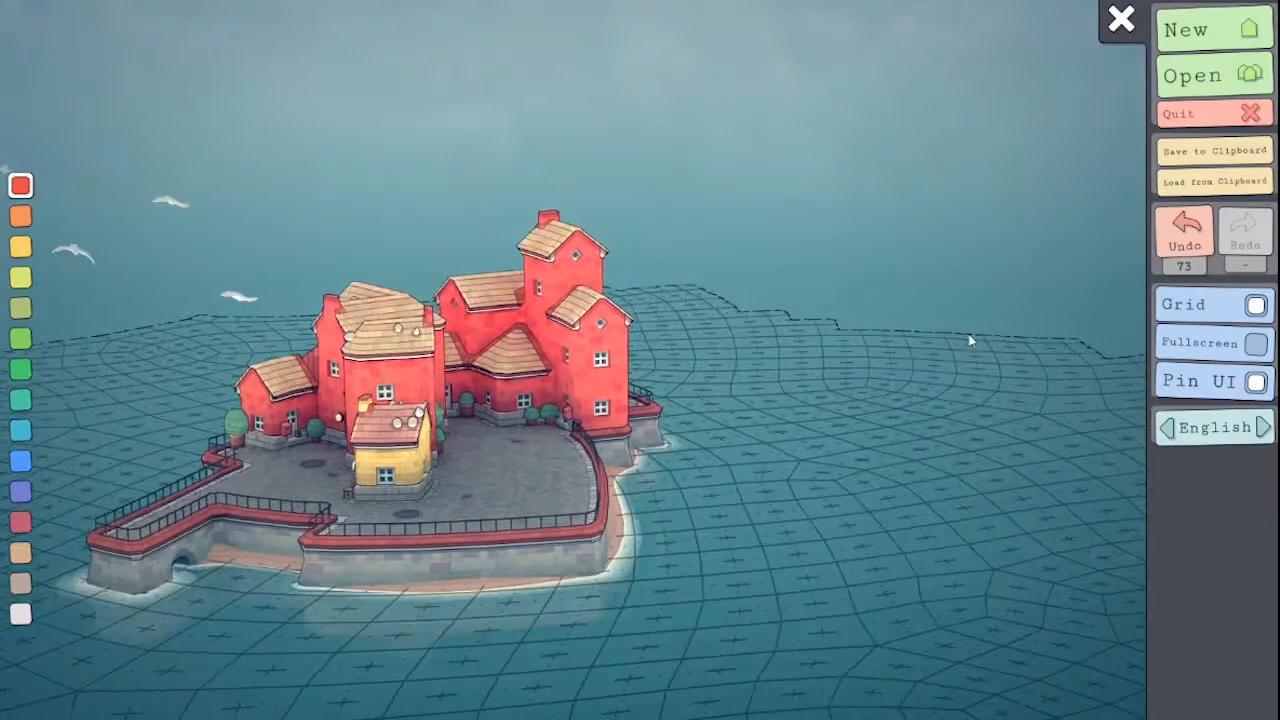 New
Open
Quit
Save to Clipboard
Load from Clipboard
Undo
Redo
73
-
Grid
Fullscreen
Pin UI
English